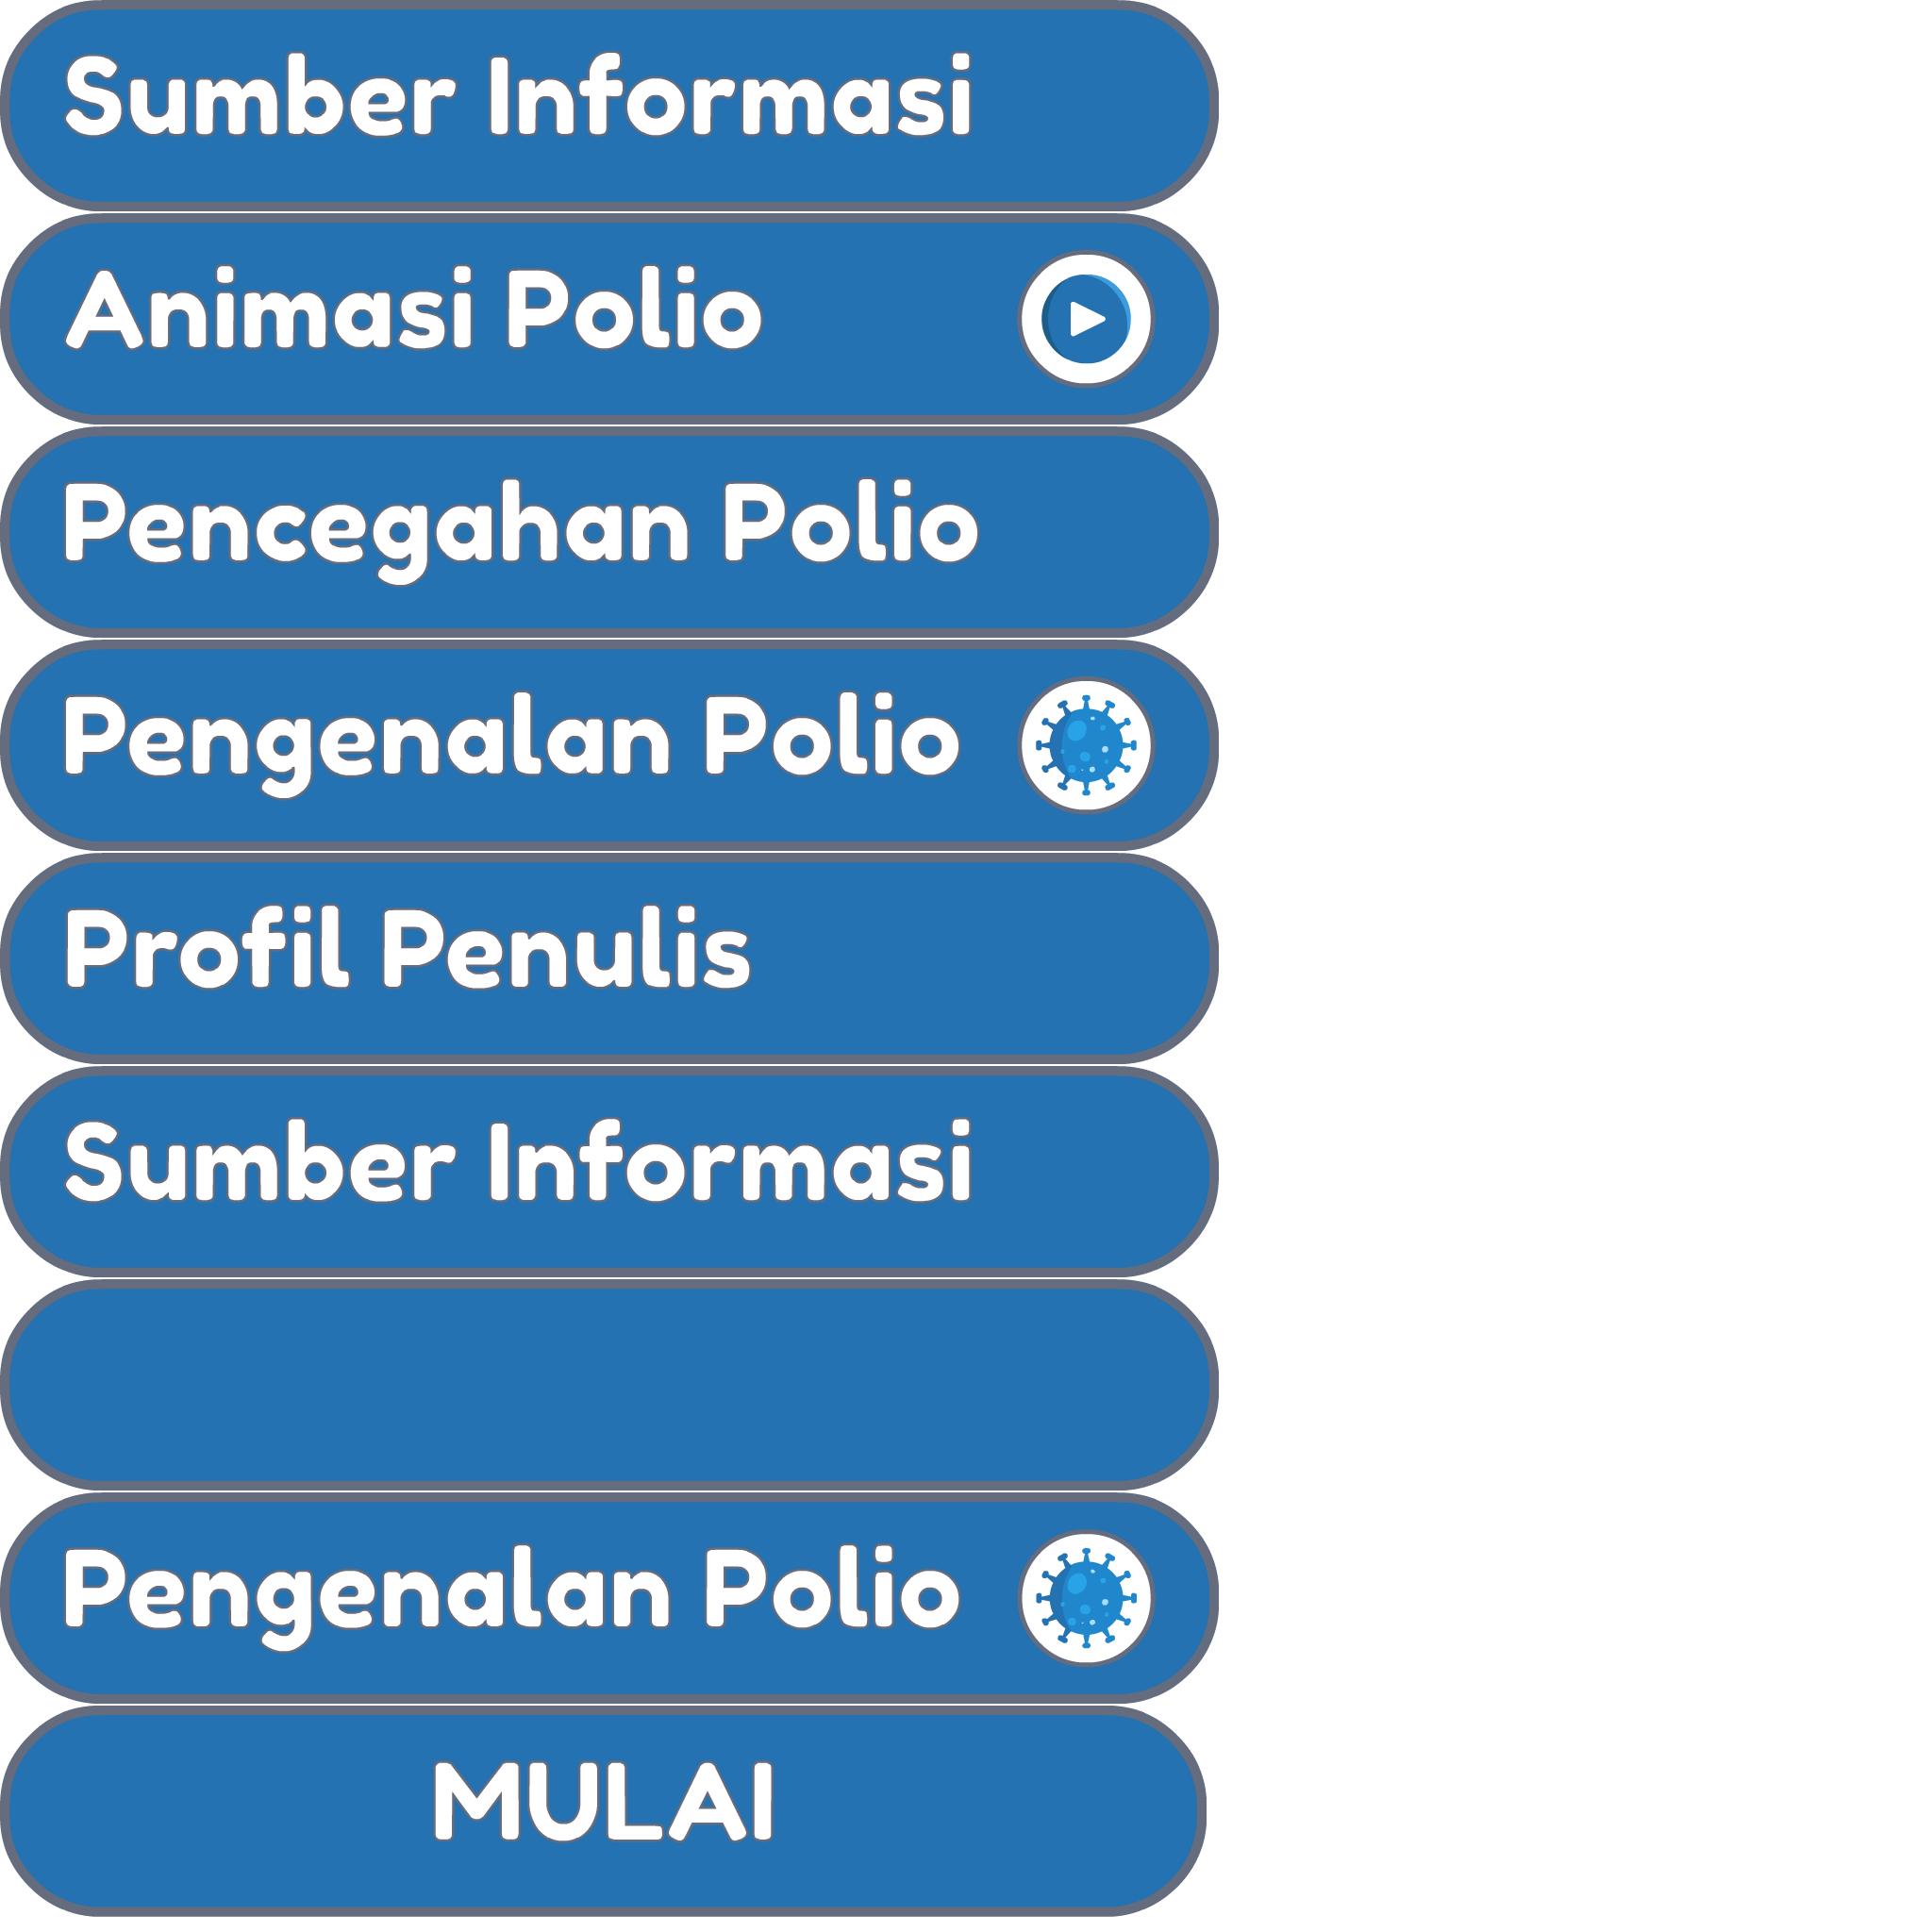 Sumber Informasi
Animasi Polio
Pencegahan Polio
Pengenalan Polio
Profil Penulis
Sumber Informasi
Pengenalan Polio
MULAI